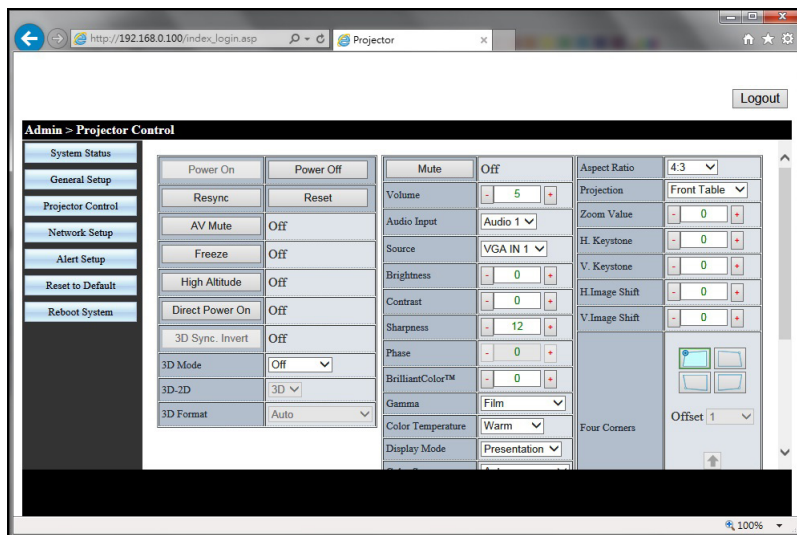 http://192.168.0.100/index_login.asp
Projector
Logout
Admin > Projector Control
System Status
General Setup
Projector Control
Network Setup
Alert Setup
Reset to Default
Reboot System
Power On Power Off
Resync Reset
AV Mute Off
Freeze Off
High Altitude Off
Direct Power On Off
3D Sync. Invert Off
3D Mode Off
3D-2D 3D
3D Format Auto
Mute Off
Volume - 5 +
Audio Input Audio 1
Source VGA IN 1
Brightness - 0 +
Contrast - 0 +
Sharpness - 12 +
Phase - 0 +
BrilliantColor™ - 0 +
Gamma Film
Color Temperature Warm
Display Mode Presentation
Aspect Ratio 4:3
Projection Front Table
Zoom Value - 0 +
H. Keystone - 0 +
V. Keystone - 0 +
H.Image Shift - 0 +
V.Image Shift - 0 +
Four Corners
Offset 1
100%